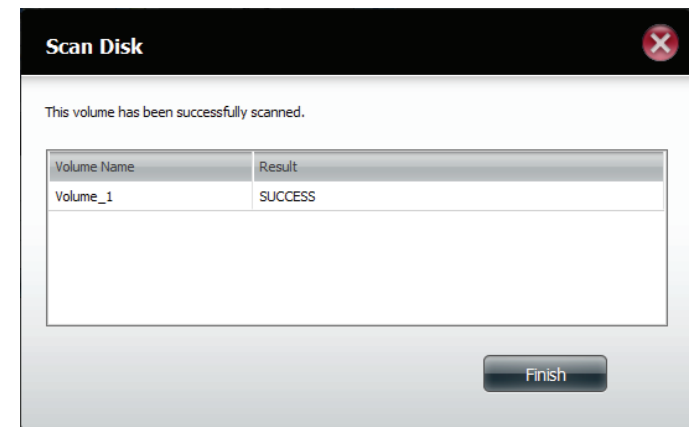 Scan Disk
This volume has been successfully scanned.
Volume Name Result
Volume_1 SUCCESS
Finish